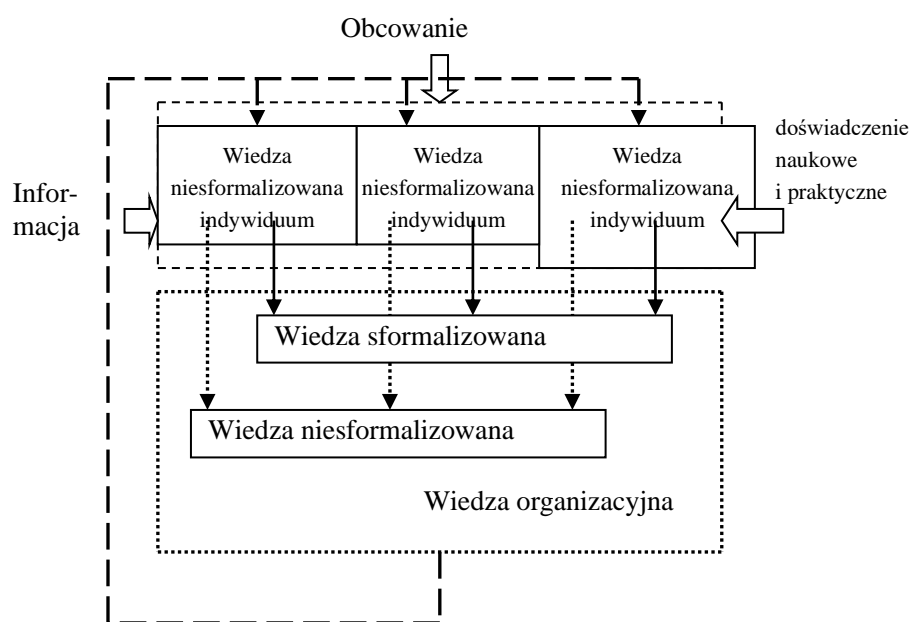 Obcowanie
Wiedza
niesformalizowana
indywiduum
Wiedza
niesformalizowana
indywiduum
Wiedza
niesformalizowana
indywiduum
doświadczenie
naukowe
i praktyczne
Infor-
macja
Wiedza sformalizowana
Wiedza niesformalizowana
Wiedza organizacyjna